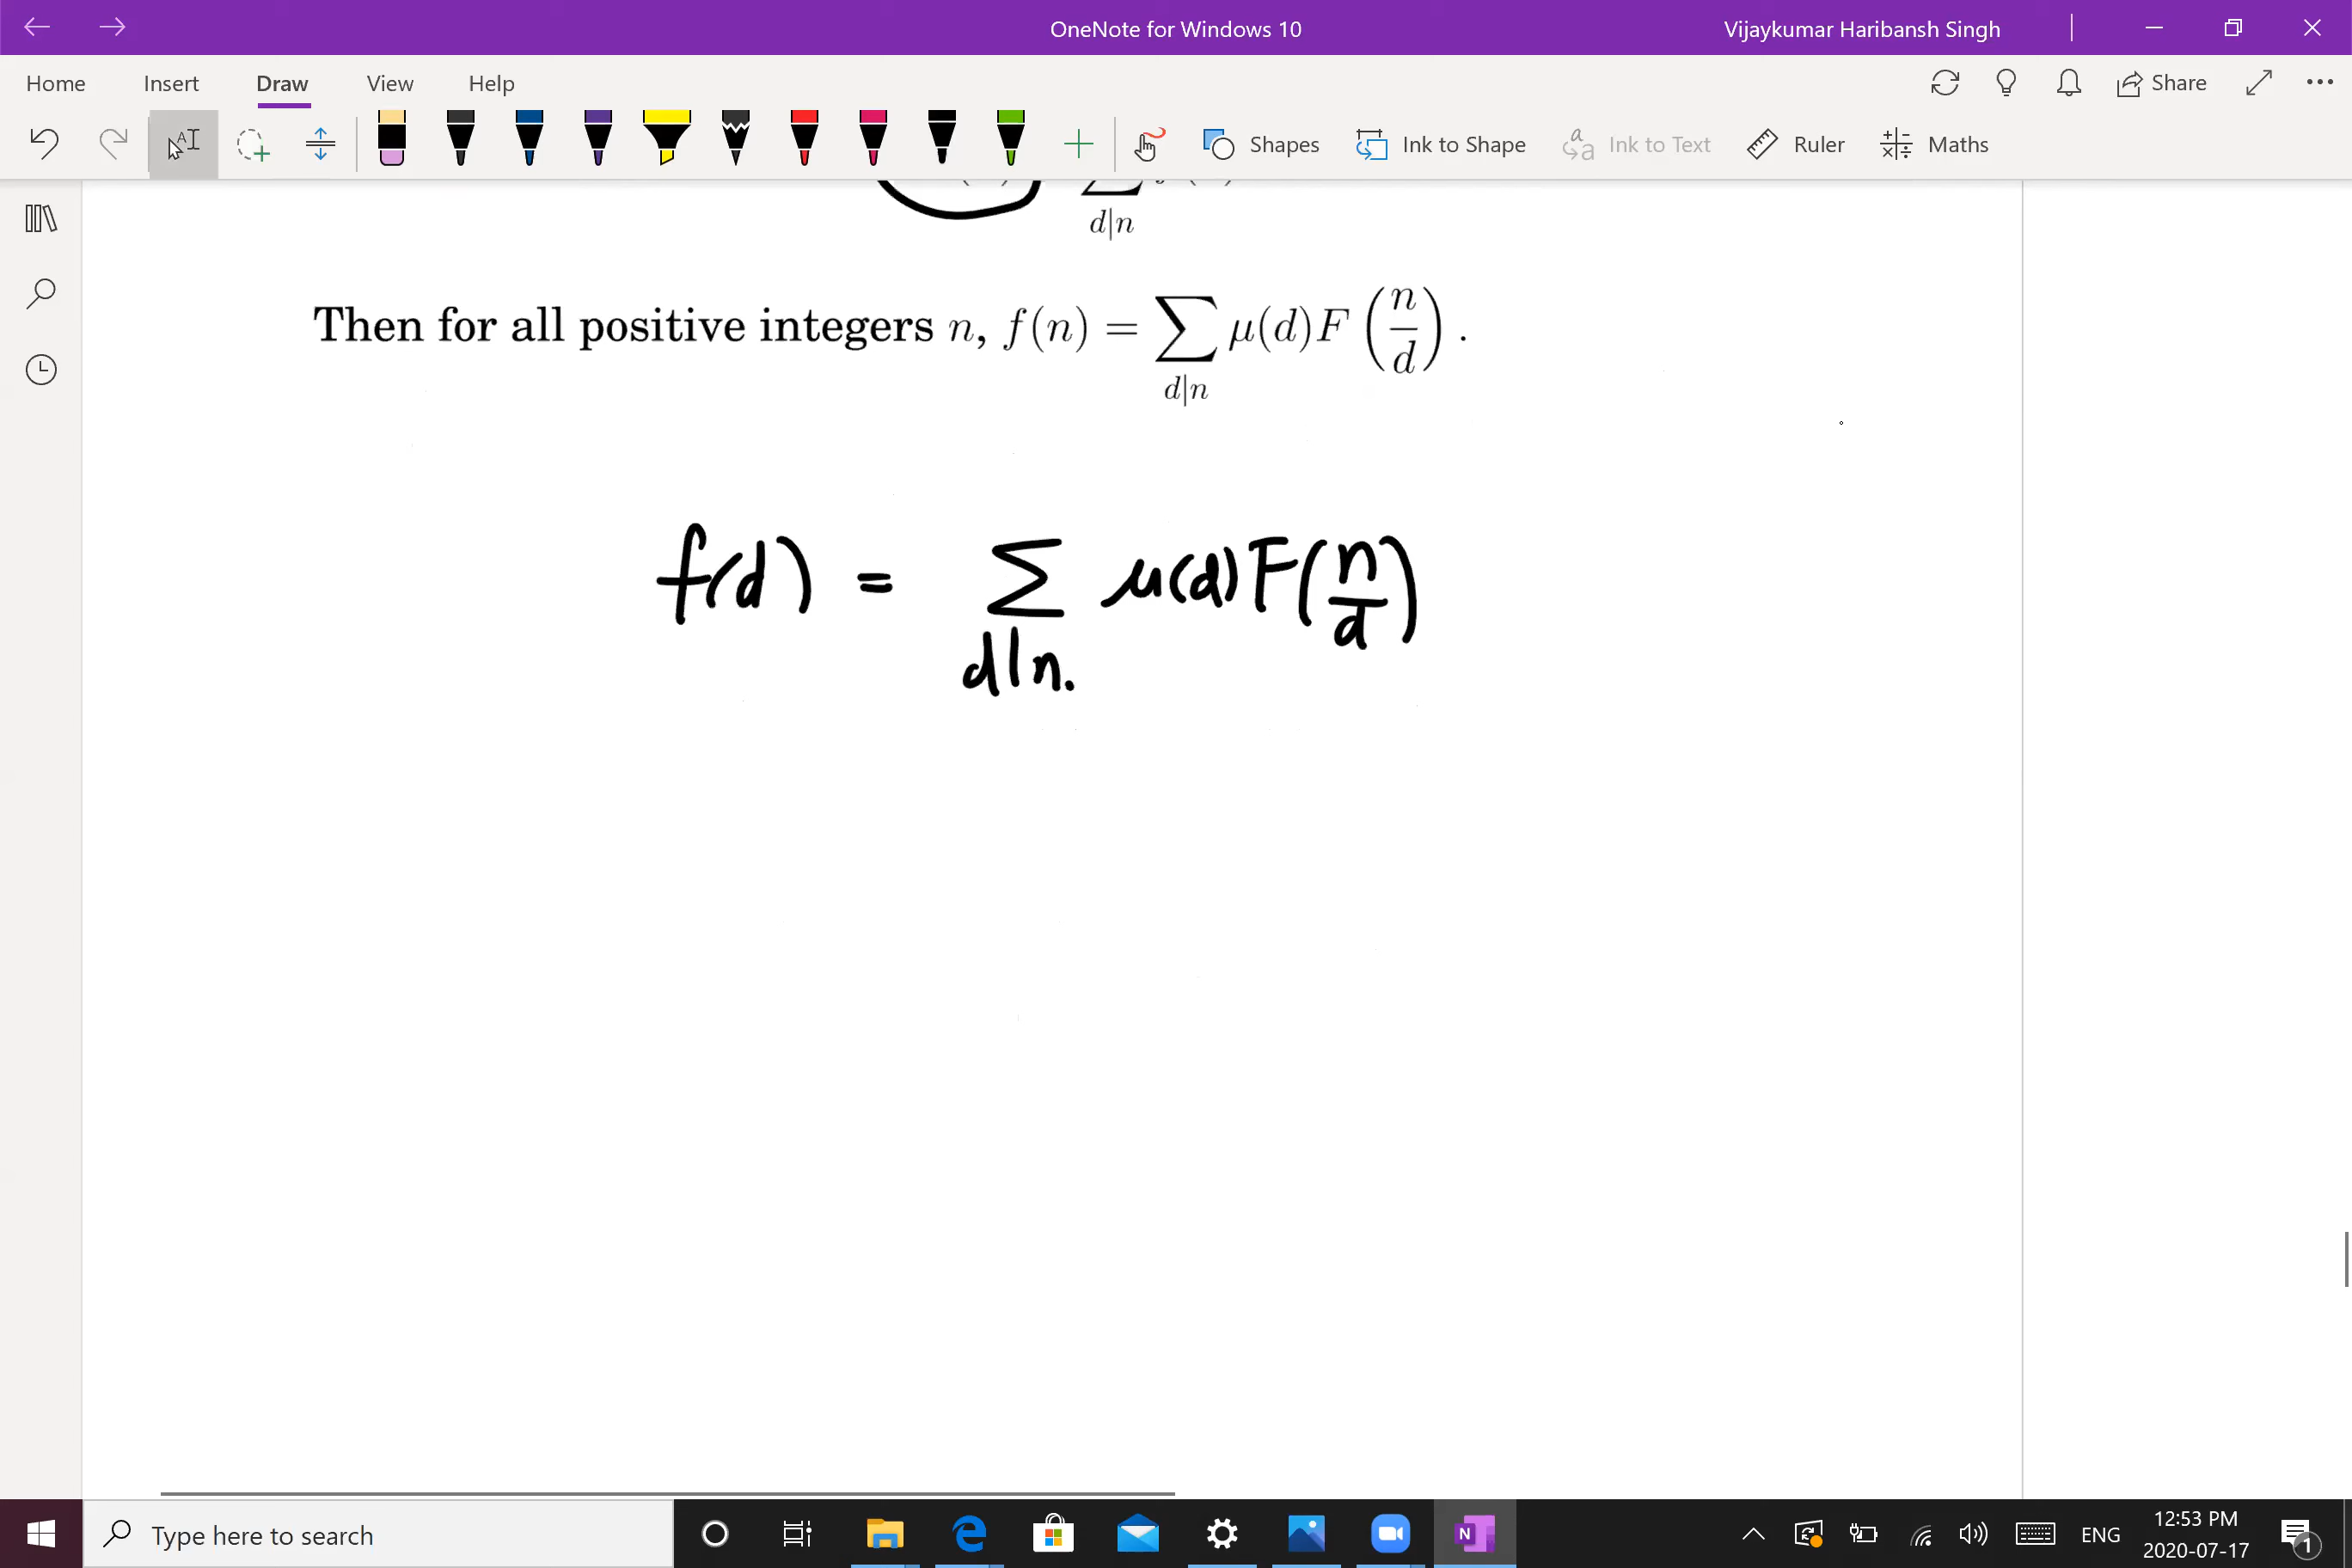 OneNote for Windows 10 Vijaykumar Haribansh Singh
Home Insert Draw View Help Share
Shapes Ink to Shape Ink to Text Ruler Maths
d|n
Then for all positive integers n, f(n) = ∑ μ(d)F(n/d).
d|n
f(d) = ∑ μ(d)F(n/d)
d|n.
Type here to search ENG 12:53 PM
2020-07-17 1